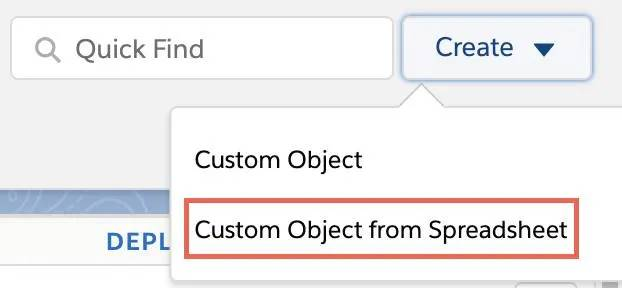 Quick Find
Create
Custom Object
Custom Object from Spreadsheet
DEPL